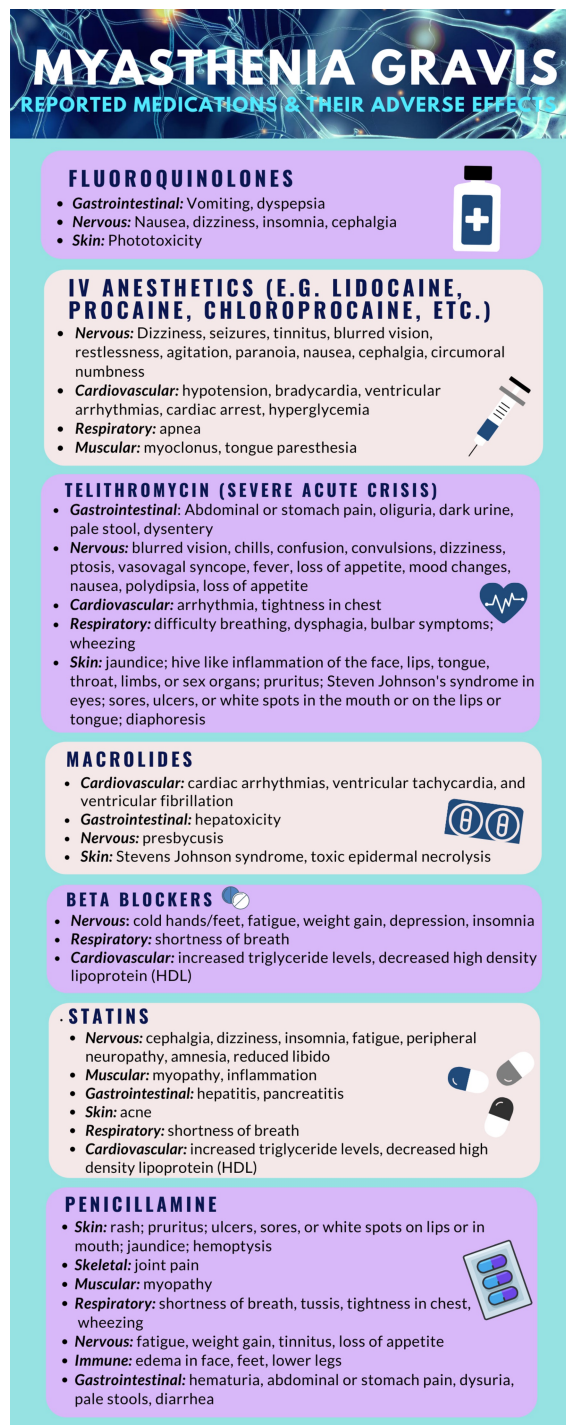 MYASTHENIA GRAVIS
REPORTED MEDICATIONS & THEIR ADVERSE EFFECTS
FLUOROQUINOLONES
• Gastrointestinal: Vomiting, dyspepsia
• Nervous: Nausea, dizziness, insomnia, cephalgia
• Skin: Phototoxicity
IV ANESTHETICS (E.G. LIDOCAINE,
PROCAINE, CHLOROPROCAINE, ETC.)
• Nervous: Dizziness, seizures, tinnitus, blurred vision,
restlessness, agitation, paranoia, nausea, cephalgia, circumoral
numbness
• Cardiovascular: hypotension, bradycardia, ventricular
arrhythmias, cardiac arrest, hyperglycemia
• Respiratory: apnea
• Muscular: myoclonus, tongue paresthesia
TELITHROMYCIN (SEVERE ACUTE CRISIS)
• Gastrointestinal: Abdominal or stomach pain, oliguria, dark urine,
pale stool, dysentery
• Nervous: blurred vision, chills, confusion, convulsions, dizziness,
ptosis, vasovagal syncope, fever, loss of appetite, mood changes,
nausea, polydipsia, loss of appetite
• Cardiovascular: arrhythmia, tightness in chest
• Respiratory: difficulty breathing, dysphagia, bulbar symptoms;
wheezing
• Skin: jaundice; hive like inflammation of the face, lips, tongue,
throat, limbs, or sex organs; pruritus; Steven Johnson's syndrome in
eyes; sores, ulcers, or white spots in the mouth or on the lips or
tongue; diaphoresis
MACROLIDES
• Cardiovascular: cardiac arrhythmias, ventricular tachycardia, and
ventricular fibrillation
• Gastrointestinal: hepatoxicity
• Nervous: presbycusis
• Skin: Stevens Johnson syndrome, toxic epidermal necrolysis
BETA BLOCKERS
• Nervous: cold hands/feet, fatigue, weight gain, depression, insomnia
• Respiratory: shortness of breath
• Cardiovascular: increased triglyceride levels, decreased high density
lipoprotein (HDL)
. STATINS
• Nervous: cephalgia, dizziness, insomnia, fatigue, peripheral
neuropathy, amnesia, reduced libido
• Muscular: myopathy, inflammation
• Gastrointestinal: hepatitis, pancreatitis
• Skin: acne
• Respiratory: shortness of breath
• Cardiovascular: increased triglyceride levels, decreased high
density lipoprotein (HDL)
PENICILLAMINE
• Skin: rash; pruritus; ulcers, sores, or white spots on lips or in
mouth; jaundice; hemoptysis
• Skeletal: joint pain
• Muscular: myopathy
• Respiratory: shortness of breath, tussis, tightness in chest,
wheezing
• Nervous: fatigue, weight gain, tinnitus, loss of appetite
• Immune: edema in face, feet, lower legs
• Gastrointestinal: hematuria, abdominal or stomach pain, dysuria,
pale stools, diarrhea